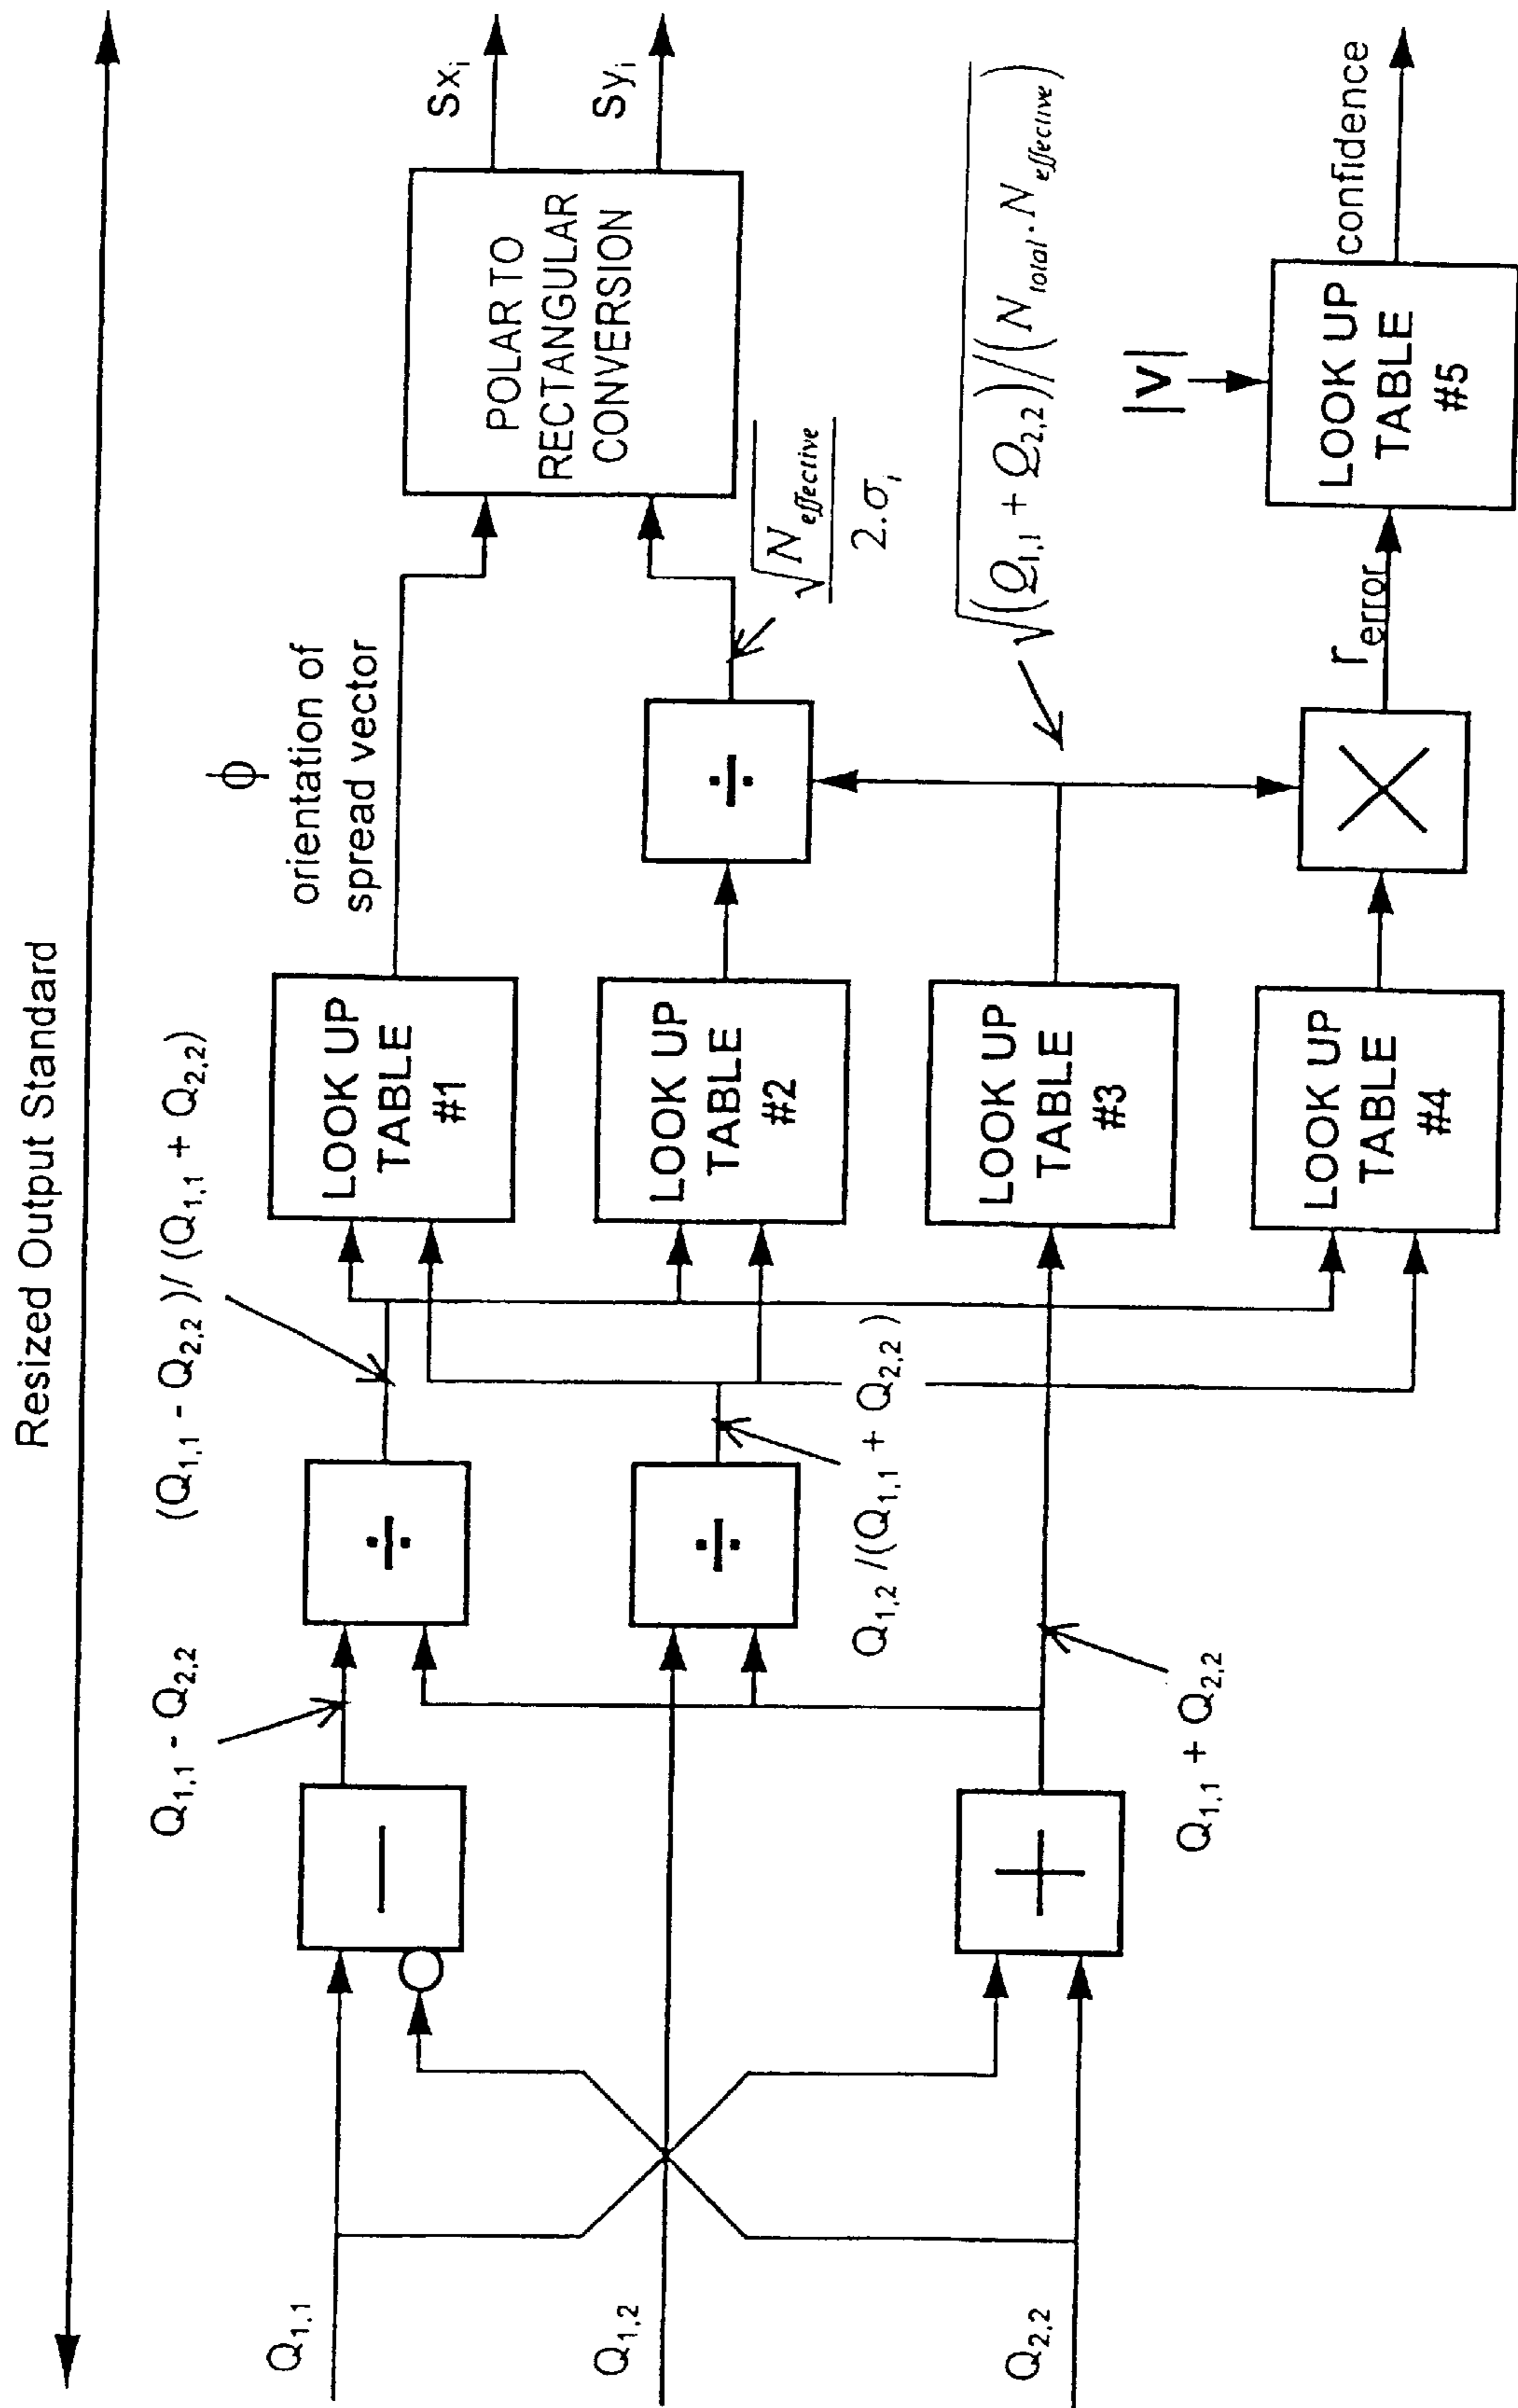 Resized Output Standard
Q1,1
Q1,2
Q2,2
−
+
Q1,1 - Q2,2
Q1,1 + Q2,2
÷
÷
(Q1,1 - Q2,2 ) / (Q1,1 + Q2,2)
Q1,2 /(Q1,1 + Q2,2 )
LOOK UP
TABLE
#1
LOOK UP
TABLE
#2
LOOK UP
TABLE
#3
LOOK UP
TABLE
#4
ϕ
orientation of
spread vector
÷
×
√N effective
2.σi
√(Q1,1 + Q2,2)/(N total . N effective)
rerror
POLAR TO
RECTANGULAR
CONVERSION
|v|
LOOK UP
TABLE
#5
Sxi
Syi
confidence